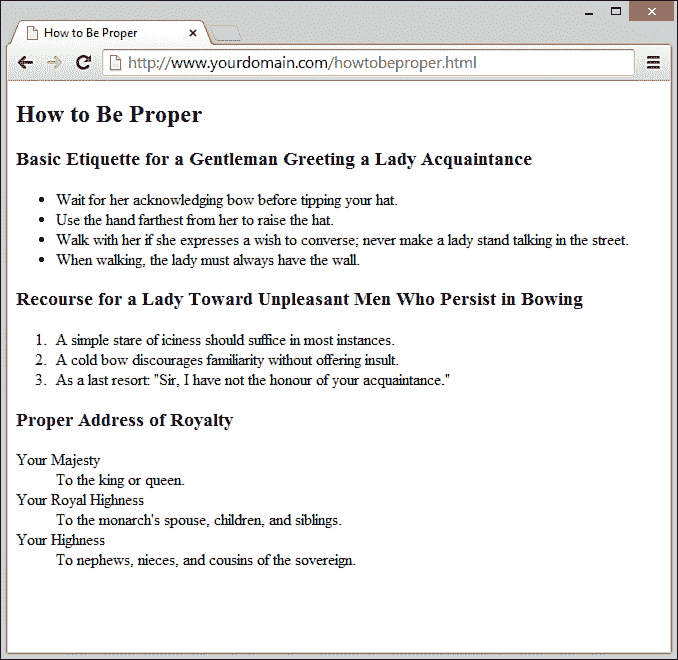 How to Be Proper
http://www.yourdomain.com/howtobeproper.html
How to Be Proper
Basic Etiquette for a Gentleman Greeting a Lady Acquaintance
• Wait for her acknowledging bow before tipping your hat.
• Use the hand farthest from her to raise the hat.
• Walk with her if she expresses a wish to converse; never make a lady stand talking in the street.
• When walking, the lady must always have the wall.
Recourse for a Lady Toward Unpleasant Men Who Persist in Bowing
1. A simple stare of iciness should suffice in most instances.
2. A cold bow discourages familiarity without offering insult.
3. As a last resort: "Sir, I have not the honour of your acquaintance."
Proper Address of Royalty
Your Majesty
To the king or queen.
Your Royal Highness
To the monarch's spouse, children, and siblings.
Your Highness
To nephews, nieces, and cousins of the sovereign.